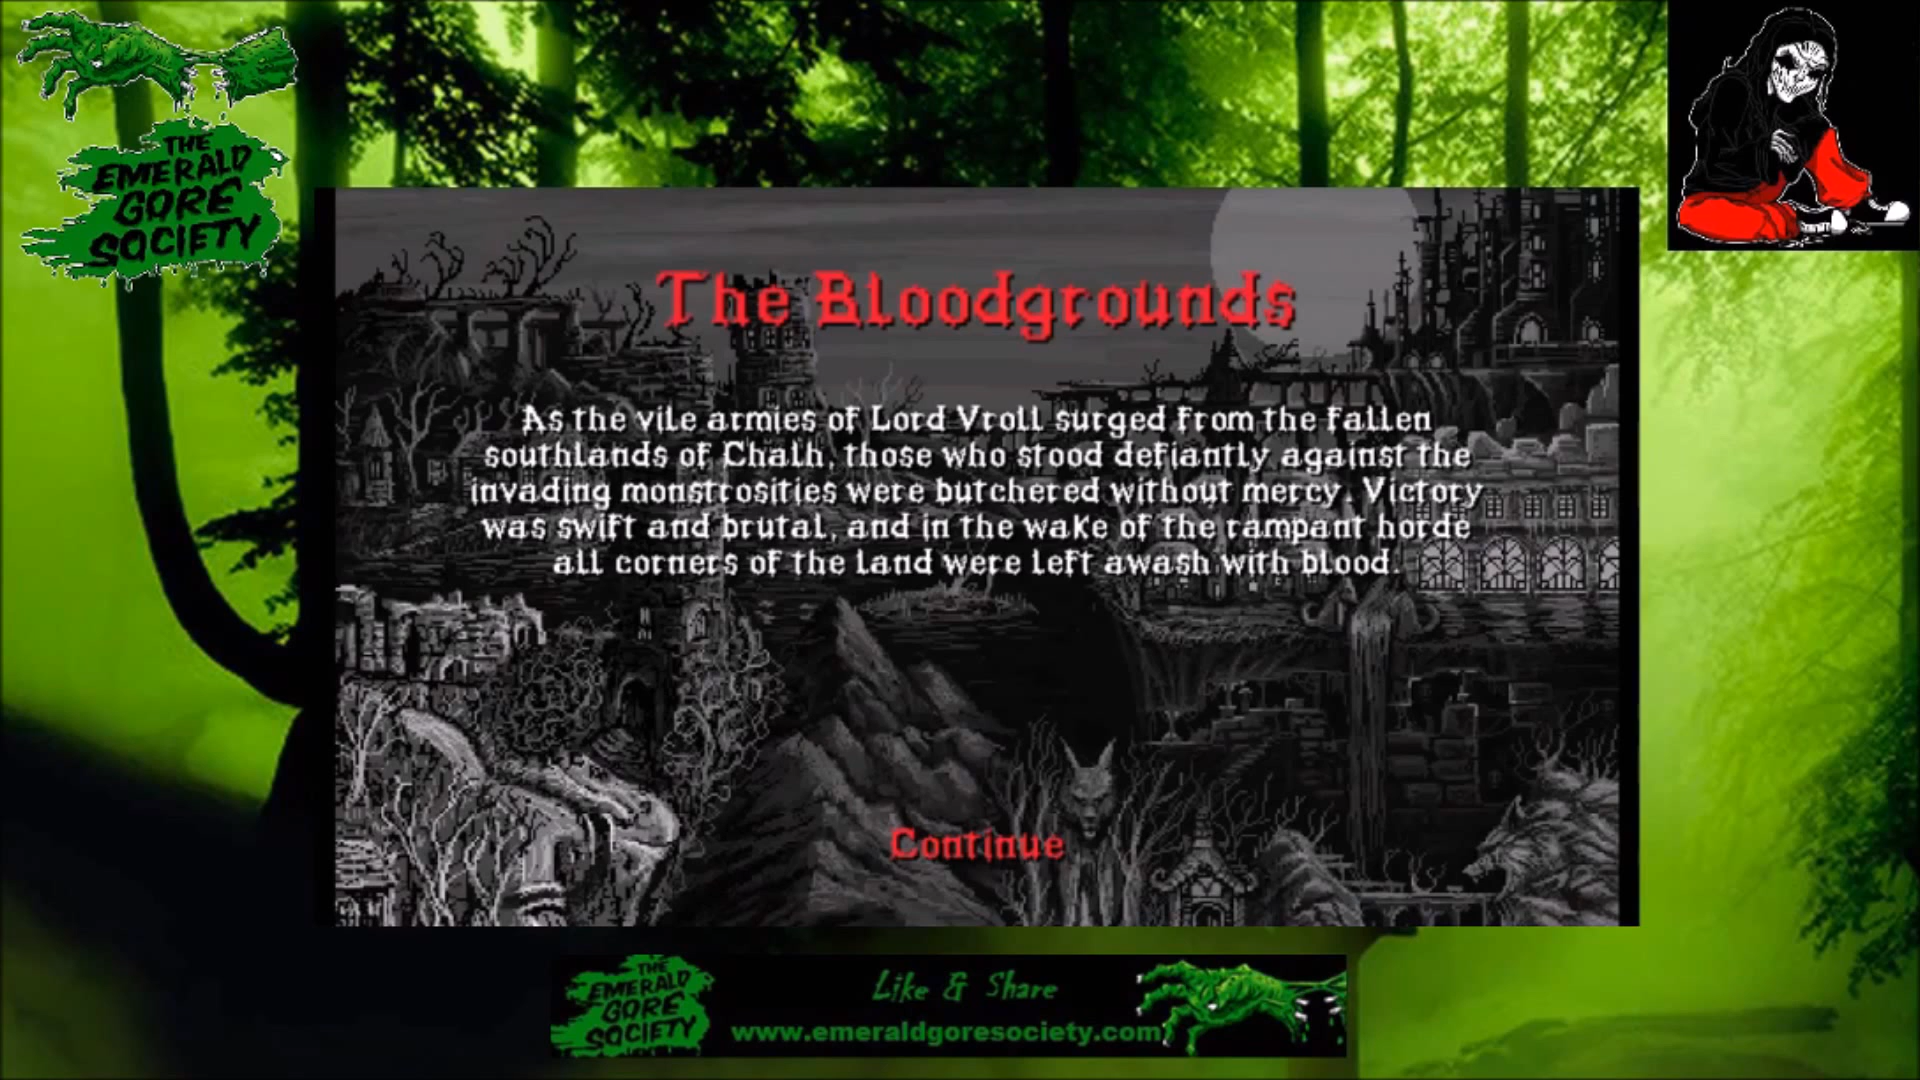 THE
EMERALD
GORE
SOCIETY
The Bloodgrounds
As the vile armies of Lord Vroll surged from the fallen
southlands of Chalh, those who stood defiantly against the
invading monstrosities were butchered without mercy. Victory
was swift and brutal, and in the wake of the rampant horde
all corners of the land were left awash with blood.
Continue
THE
EMERALD
GORE
SOCIETY
Like & Share
www.emeraldgoresociety.com